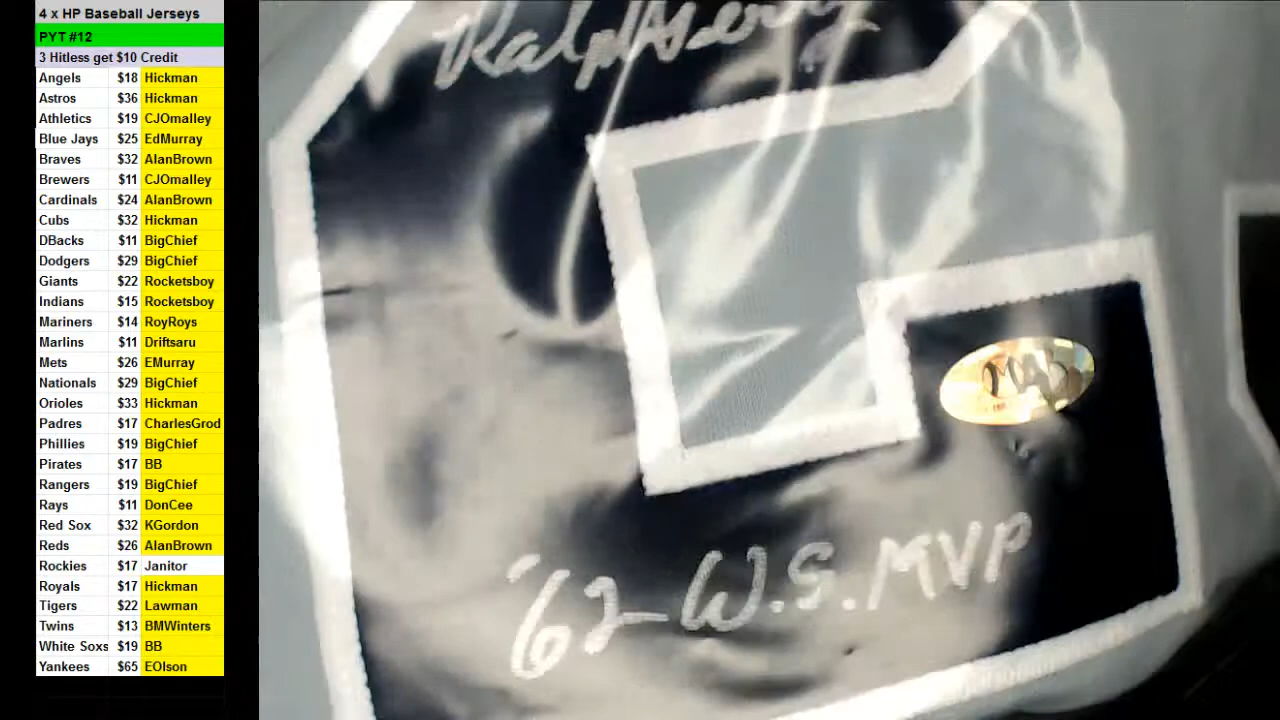 4 x HP Baseball Jerseys
PYT #12
3 Hitless get $10 Credit
Angels $18 Hickman
Astros $36 Hickman
Athletics $19 CJOmalley
Blue Jays $25 EdMurray
Braves $32 AlanBrown
Brewers $11 CJOmalley
Cardinals $24 AlanBrown
Cubs $32 Hickman
DBacks $11 BigChief
Dodgers $29 BigChief
Giants $22 Rocketsboy
Indians $15 Rocketsboy
Mariners $14 RoyRoys
Marlins $11 Driftsaru
Mets $26 EMurray
Nationals $29 BigChief
Orioles $33 Hickman
Padres $17 CharlesGrod
Phillies $19 BigChief
Pirates $17 BB
Rangers $19 BigChief
Rays $11 DonCee
Red Sox $32 KGordon
Reds $26 AlanBrown
Rockies $17 Janitor
Royals $17 Hickman
Tigers $22 Lawman
Twins $13 BMWinters
White Soxs $19 BB
Yankees $65 EOlson
Ralph Terry
MAB
'62 W.S. MVP